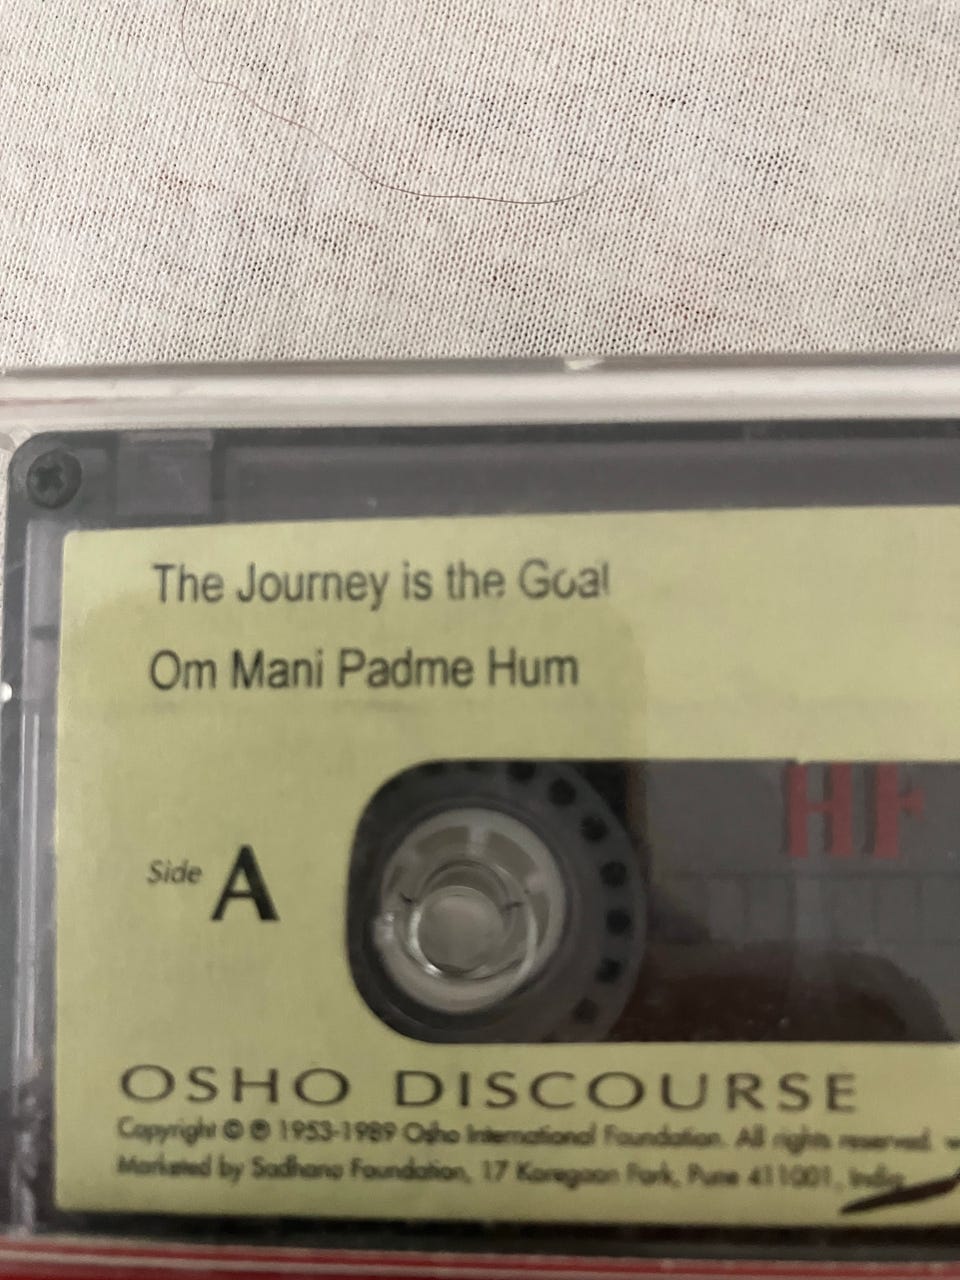 The Journey is the Goal
Om Mani Padme Hum
HF
Side A
OSHO DISCOURSE
Copyright © ℗ 1953-1989 Osho International Foundation. All rights reserved.
Marketed by Sadhana Foundation, 17 Koregaon Park, Pune 411001, India